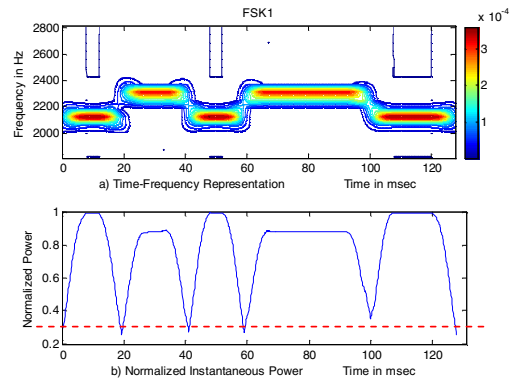 FSK1
x 10⁻⁴
Frequency in Hz
2800
2600
2400
2200
2000
3
2
1
0 20 40 60 80 100 120
a) Time-Frequency Representation Time in msec
Normalized Power
1
0.8
0.6
0.4
0.2
0 20 40 60 80 100 120
b) Normalized Instantaneous Power Time in msec